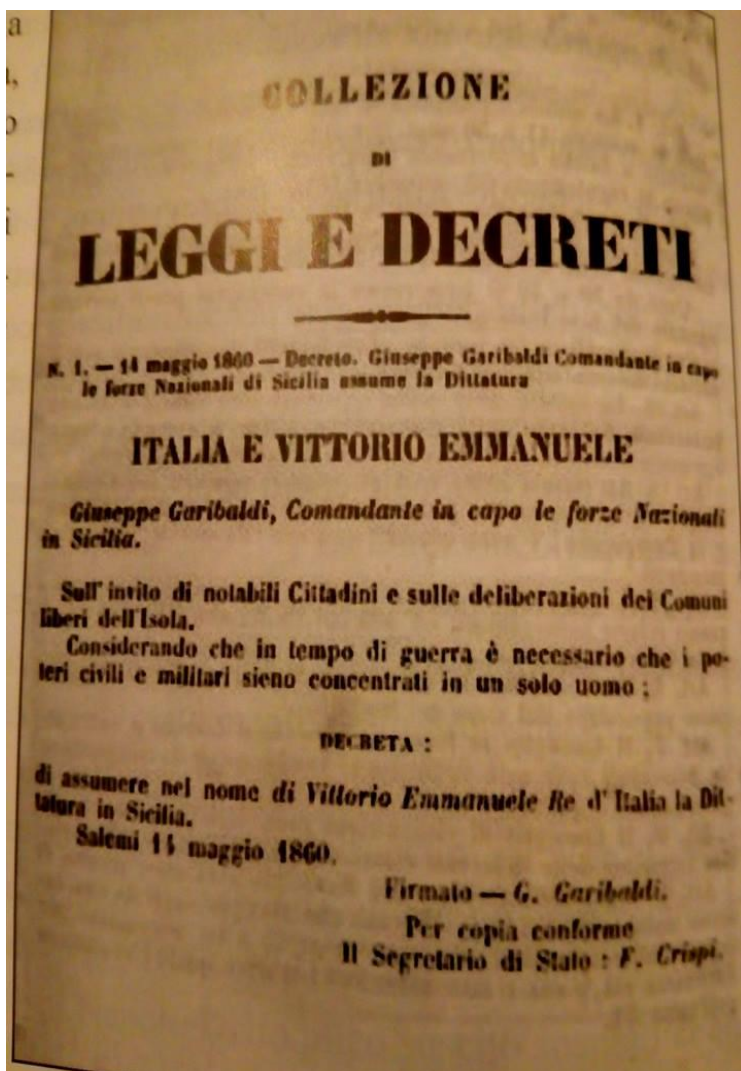 a
COLLEZIONE
DI
LEGGI E DECRETI
N. 1. — 14 maggio 1860 — Decreto. Giuseppe Garibaldi Comandante in capo
le forze Nazionali di Sicilia assume la Dittatura
ITALIA E VITTORIO EMMANUELE
Giuseppe Garibaldi, Comandante in capo le forze Nazionali
in Sicilia.
Sull'invito di notabili Cittadini e sulle deliberazioni dei Comuni
liberi dell'Isola.
Considerando che in tempo di guerra è necessario che i po-
teri civili e militari sieno concentrati in un solo uomo ;
DECRETA :
di assumere nel nome di Vittorio Emmanuele Re d'Italia la Dit-
tatura in Sicilia.
Salemi 14 maggio 1860.
Firmato — G. Garibaldi.
Per copia conforme
Il Segretario di Stato : F. Crispi.